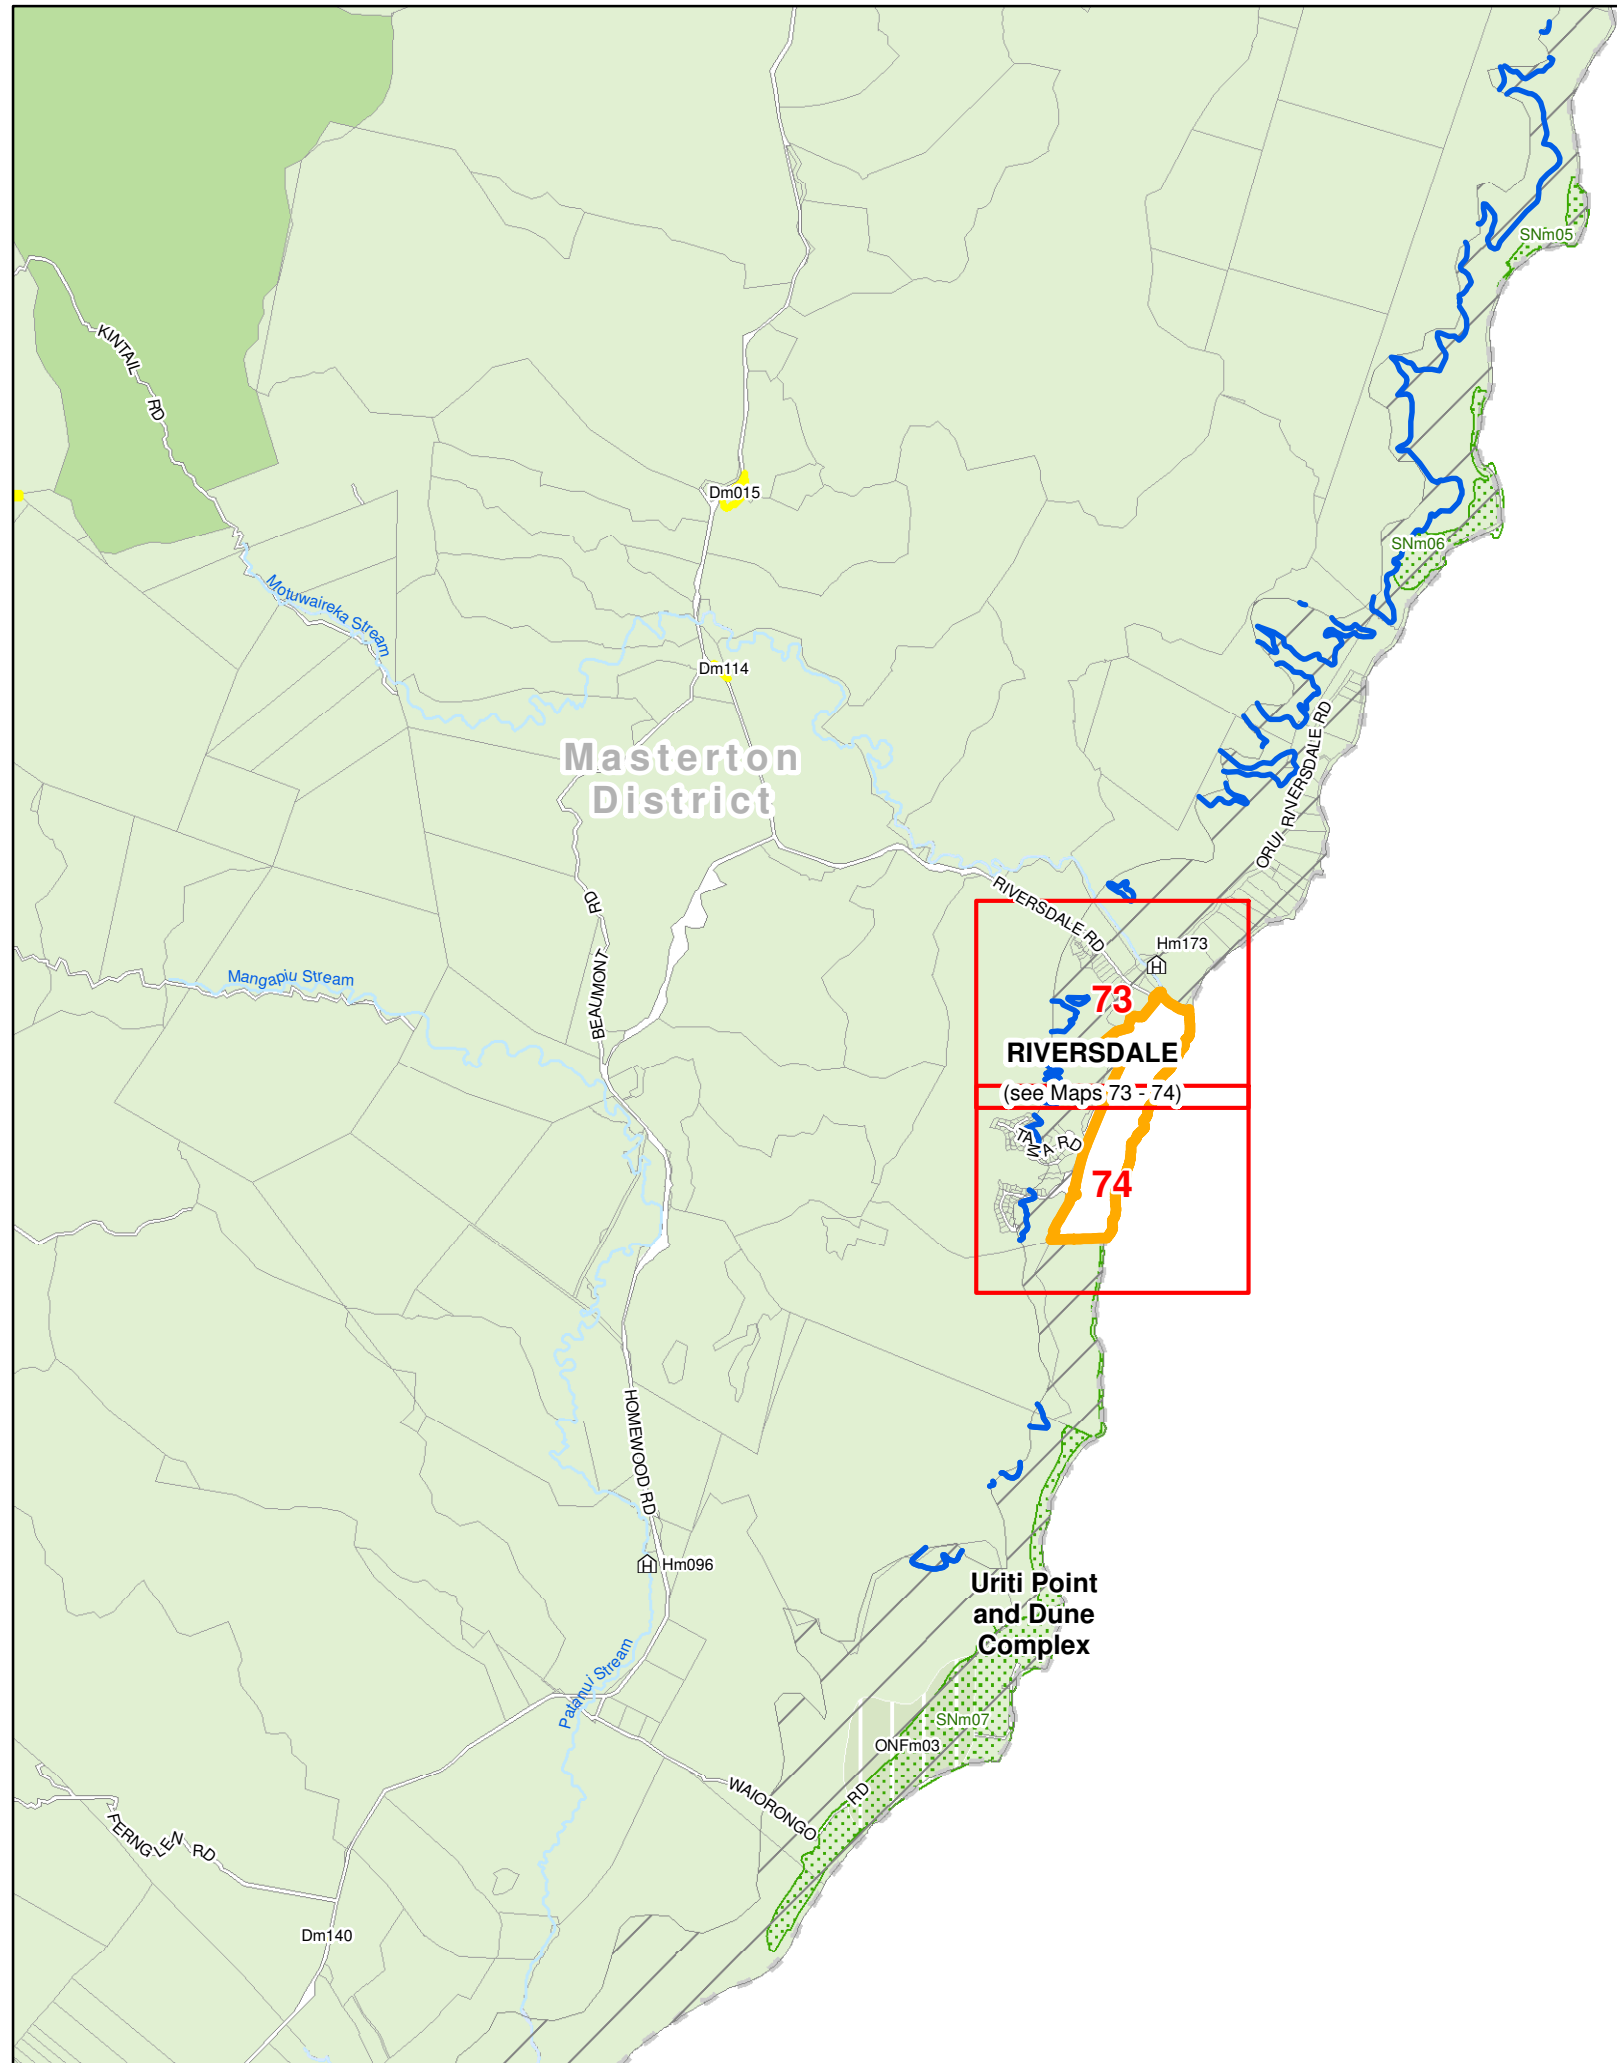 SNm05
KINTAIL RD
Dm015
SNm06
Motuwaireka Stream
Dm114
Masterton
District
ORUI RIVERSDALE RD
RIVERSDALE RD
BEAUMONT RD
Hm173
H
Mangapiu Stream
73
RIVERSDALE
(see Maps 73 - 74)
TAWA RD
74
HOMEWOOD RD
H Hm096
Uriti Point
and Dune
Complex
Patanui Stream
SNm07
ONFm03
WAIORONGO RD
FERNGLEN RD
Dm140